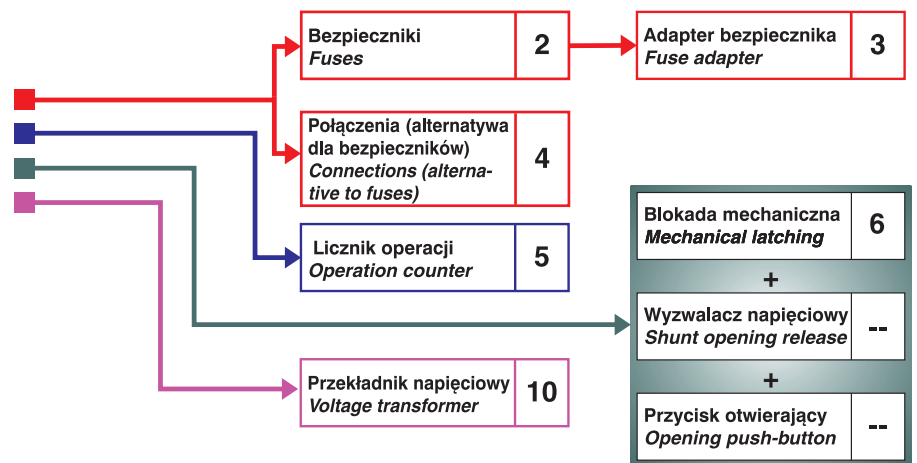 Bezpieczniki
Fuses
2
Adapter bezpiecznika
Fuse adapter
3
Połączenia (alternatywa
dla bezpieczników)
Connections (alterna-
tive to fuses)
4
Licznik operacji
Operation counter
5
Blokada mechaniczna
Mechanical latching
6
+
Wyzwalacz napięciowy
Shunt opening release
--
+
Przycisk otwierający
Opening push-button
--
Przekładnik napięciowy
Voltage transformer
10